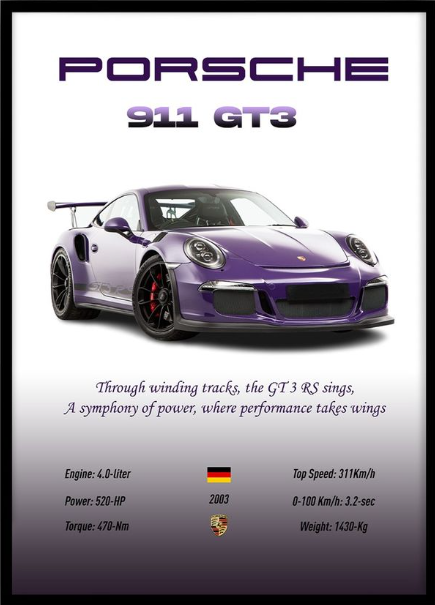 PORSCHE
911 GT3
Through winding tracks, the GT 3 RS sings,
A symphony of power, where performance takes wings
Engine: 4.0-liter
Power: 520-HP
Torque: 470-Nm
2003
Top Speed: 311Km/h
0-100 Km/h: 3.2-sec
Weight: 1430-Kg